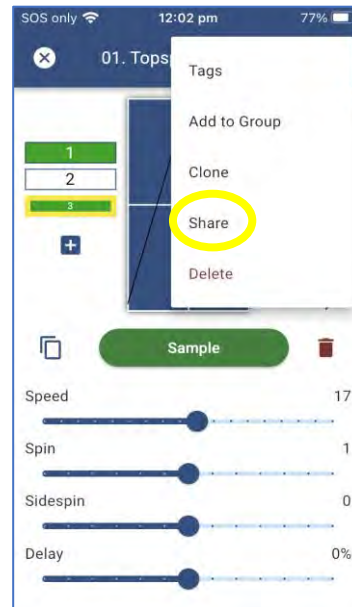 SOS only 12:02 pm 77%
01. Tops
Tags
Add to Group
1
Clone
2
3
Share
Delete
Sample
Speed 17
Spin 1
Sidespin 0
Delay 0%